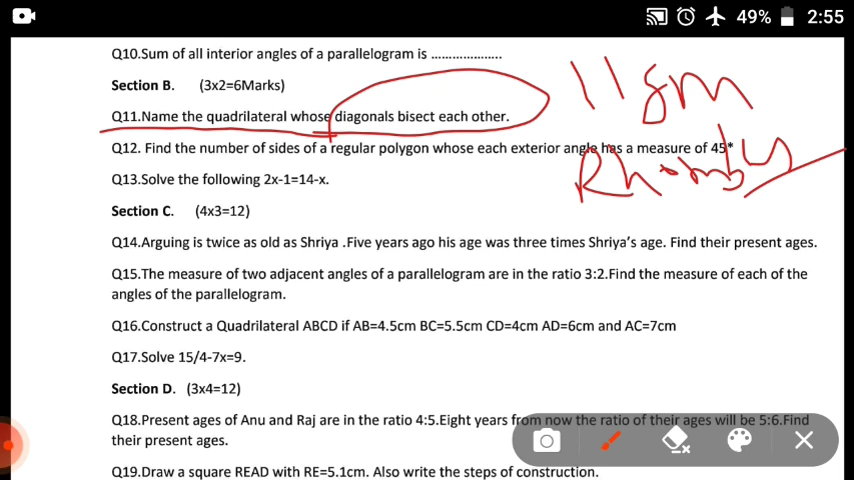 49% 2:55
Q10.Sum of all interior angles of a parallelogram is ....................
Section B. (3x2=6Marks)
Q11.Name the quadrilateral whose diagonals bisect each other.
11 gm
Q12. Find the number of sides of a regular polygon whose each exterior angle has a measure of 45*
Rhombus
Q13.Solve the following 2x-1=14-x.
Section C. (4x3=12)
Q14.Arguing is twice as old as Shriya .Five years ago his age was three times Shriya's age. Find their present ages.
Q15.The measure of two adjacent angles of a parallelogram are in the ratio 3:2.Find the measure of each of the
angles of the parallelogram.
Q16.Construct a Quadrilateral ABCD if AB=4.5cm BC=5.5cm CD=4cm AD=6cm and AC=7cm
Q17.Solve 15/4-7x=9.
Section D. (3x4=12)
Q18.Present ages of Anu and Raj are in the ratio 4:5.Eight years from now the ratio of their ages will be 5:6.Find
their present ages.
Q19.Draw a square READ with RE=5.1cm. Also write the steps of construction.